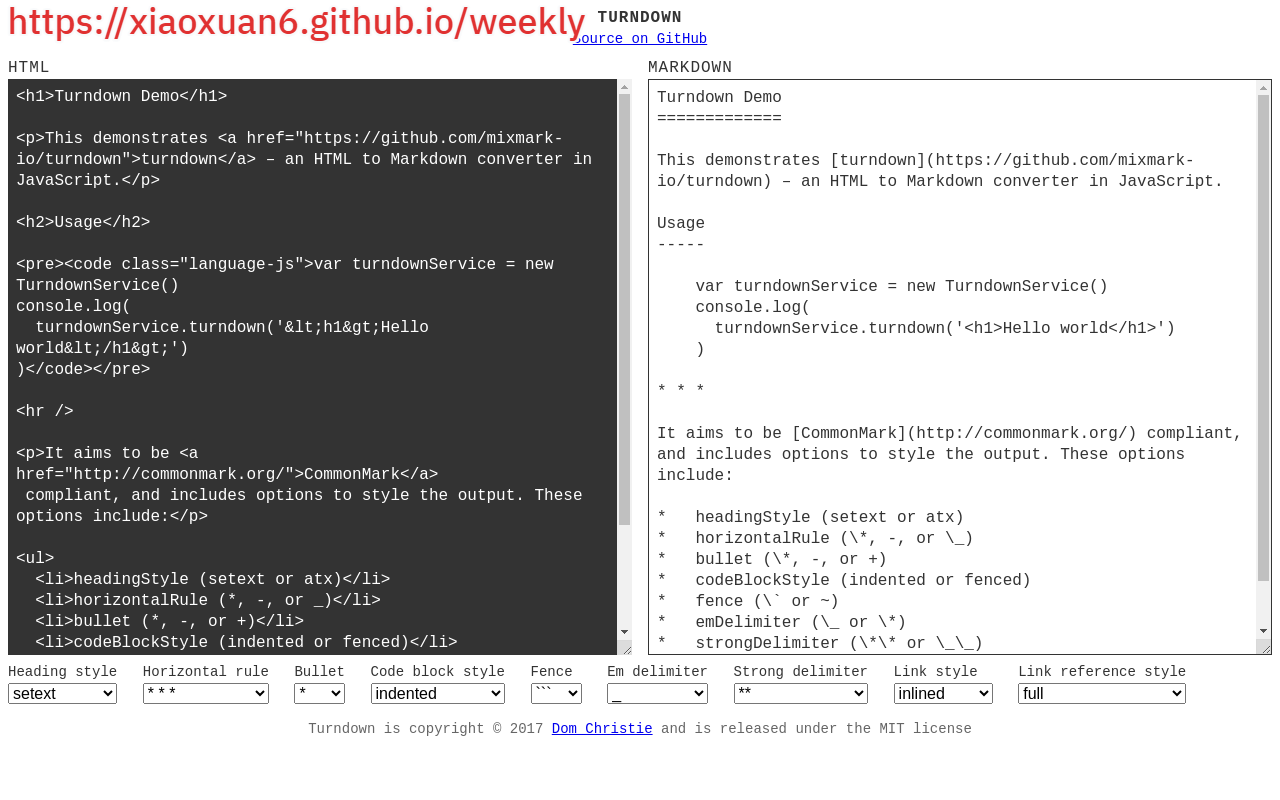 https://xiaoxuan6.github.io/weekly
TURNDOWN
Source on GitHub
HTML
<h1>Turndown Demo</h1>
<p>This demonstrates <a href="https://github.com/mixmark-
io/turndown">turndown</a> – an HTML to Markdown converter in
JavaScript.</p>
<h2>Usage</h2>
<pre><code class="language-js">var turndownService = new
TurndownService()
console.log(
  turndownService.turndown('&lt;h1&gt;Hello
world&lt;/h1&gt;')
)</code></pre>
<hr />
<p>It aims to be <a
href="http://commonmark.org/">CommonMark</a>
 compliant, and includes options to style the output. These
options include:</p>
<ul>
  <li>headingStyle (setext or atx)</li>
  <li>horizontalRule (*, -, or _)</li>
  <li>bullet (*, -, or +)</li>
  <li>codeBlockStyle (indented or fenced)</li>
MARKDOWN
Turndown Demo
=============
This demonstrates [turndown](https://github.com/mixmark-
io/turndown) – an HTML to Markdown converter in JavaScript.
Usage
-----
    var turndownService = new TurndownService()
    console.log(
      turndownService.turndown('<h1>Hello world</h1>')
    )
* * *
It aims to be [CommonMark](http://commonmark.org/) compliant,
and includes options to style the output. These options
include:
*   headingStyle (setext or atx)
*   horizontalRule (\*, -, or \_)
*   bullet (\*, -, or +)
*   codeBlockStyle (indented or fenced)
*   fence (\` or ~)
*   emDelimiter (\_ or \*)
*   strongDelimiter (\*\* or \_\_)
Heading style Horizontal rule Bullet Code block style Fence Em delimiter Strong delimiter Link style Link reference style
setext * * * * indented ``` _ ** inlined full
Turndown is copyright © 2017 Dom Christie and is released under the MIT license